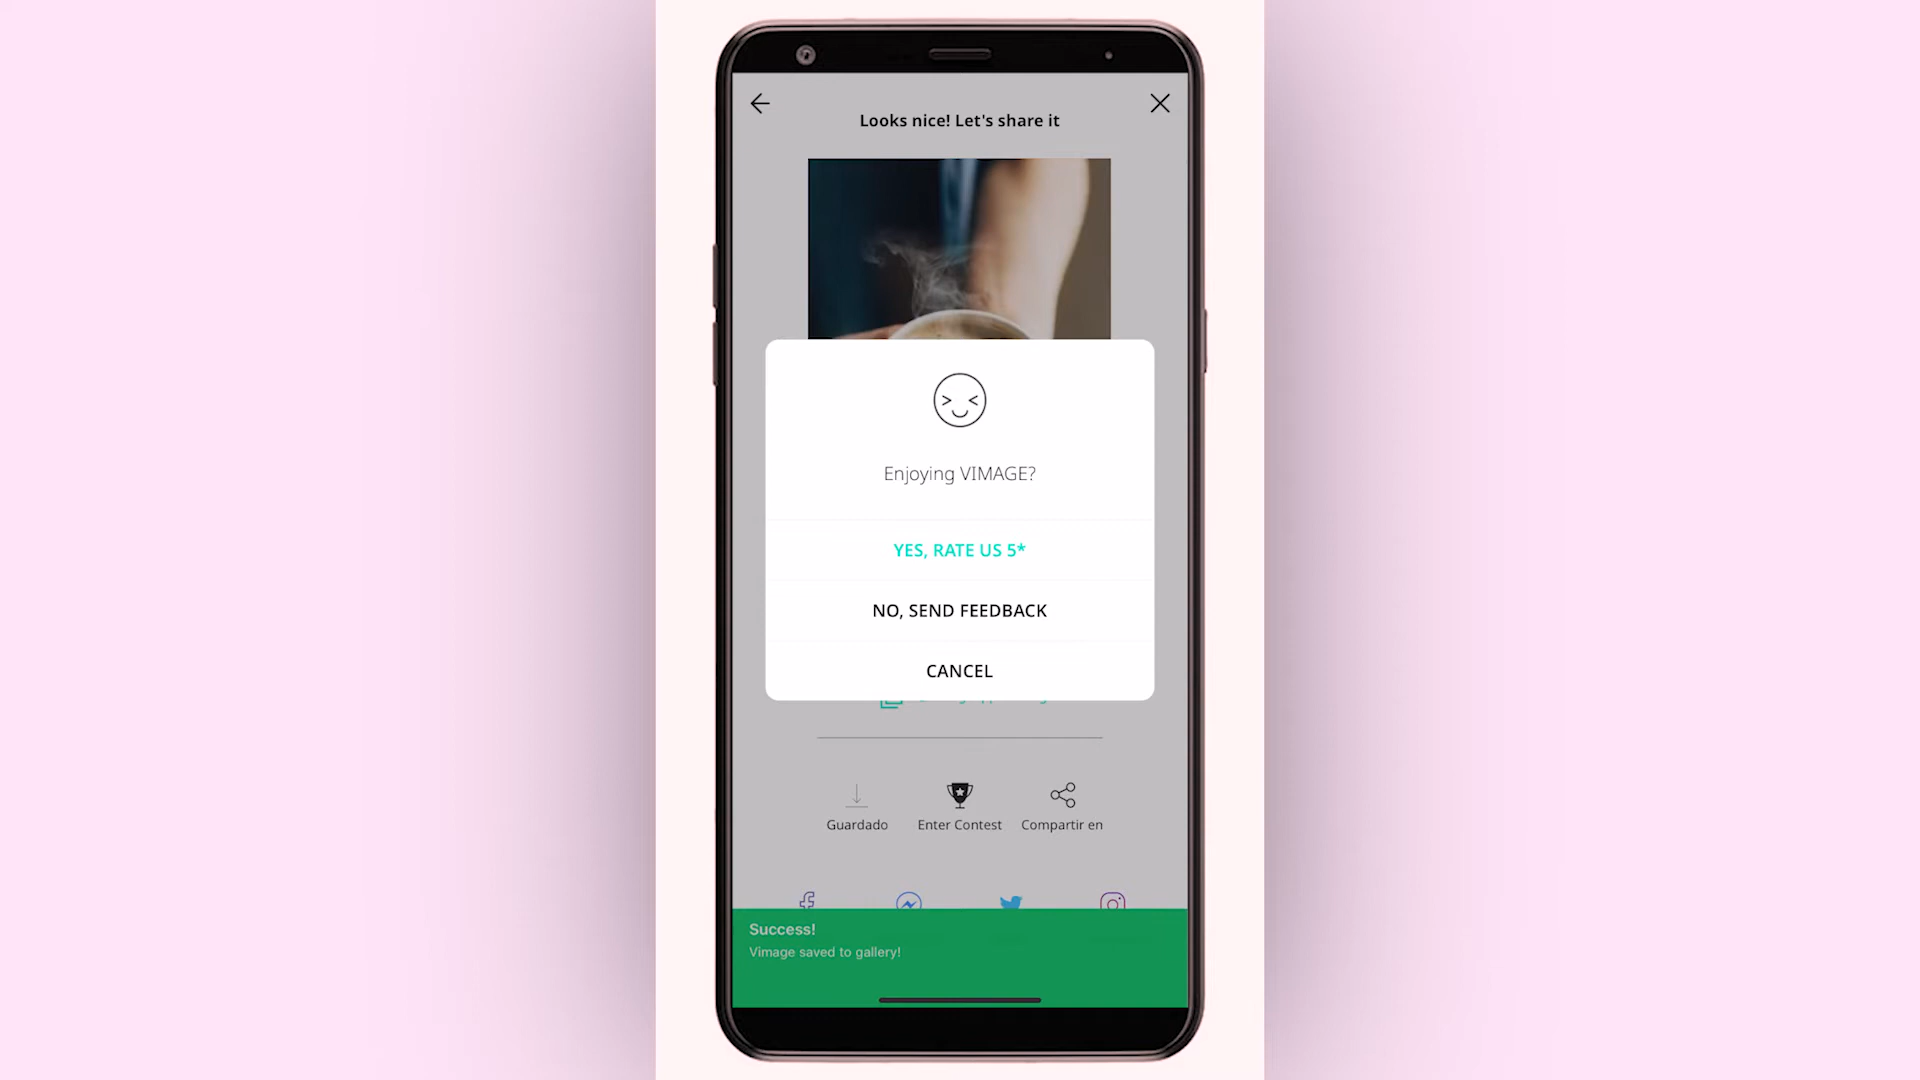 Looks nice! Let's share it
Enjoying VIMAGE?
YES, RATE US 5*
NO, SEND FEEDBACK
CANCEL
Guardado
Enter Contest
Compartir en
Success!
Vimage saved to gallery!